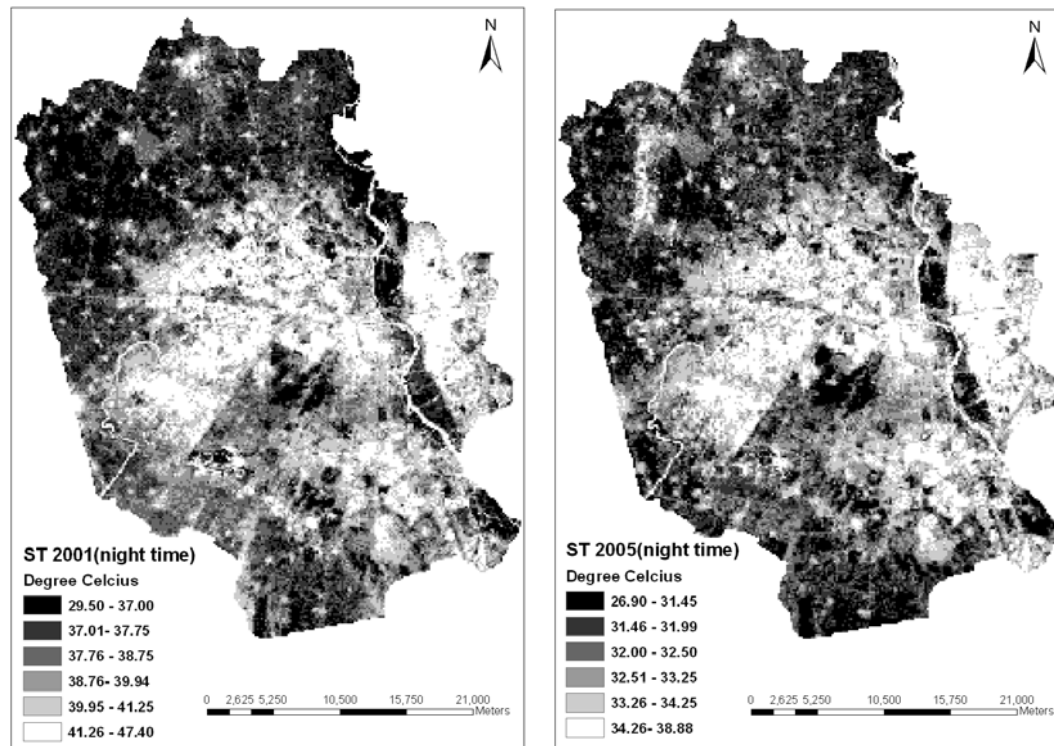 N
ST 2001(night time)
Degree Celcius
29.50 - 37.00
37.01- 37.75
37.76 - 38.75
38.76- 39.94
39.95 - 41.25
41.26 - 47.40
0 2,625 5,250 10,500 15,750 21,000
Meters
N
ST 2005(night time)
Degree Celcius
26.90 - 31.45
31.46 - 31.99
32.00 - 32.50
32.51 - 33.25
33.26 - 34.25
34.26- 38.88
0 2,625 5,250 10,500 15,750 21,000
Meters